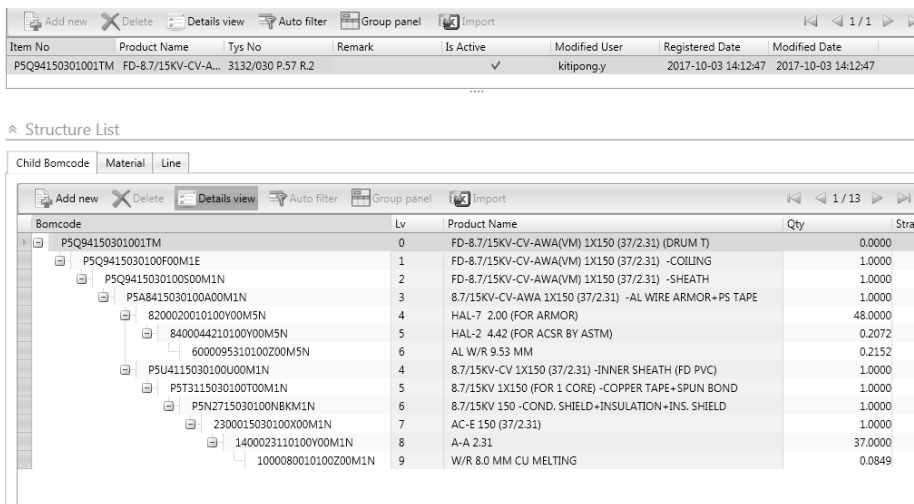 Add new Delete Details view Auto filter Group panel Import 1/1
Item No Product Name Tys No Remark Is Active Modified User Registered Date Modified Date
P5Q94150301001TM FD-8.7/15KV-CV-A... 3132/030 P.57 R.2 kitipong.y 2017-10-03 14:12:47 2017-10-03 14:12:47
Structure List
Child Bomcode Material Line
Add new Delete Details view Auto filter Group panel Import 1/13
Bomcode Lv Product Name Qty Stra
P5Q94150301001TM 0 FD-8.7/15KV-CV-AWA(VM) 1X150 (37/2.31) (DRUM T) 0.0000
P5Q9415030100F00M1E 1 FD-8.7/15KV-CV-AWA(VM) 1X150 (37/2.31) -COILING 1.0000
P5Q9415030100S00M1N 2 FD-8.7/15KV-CV-AWA(VM) 1X150 (37/2.31) -SHEATH 1.0000
P5A8415030100A00M1N 3 8.7/15KV-CV-AWA 1X150 (37/2.31) -AL WIRE ARMOR+PS TAPE 1.0000
8200020010100Y00M5N 4 HAL-7 2.00 (FOR ARMOR) 48.0000
8400044210100Y00M5N 5 HAL-2 4.42 (FOR ACSR BY ASTM) 0.2072
6000095310100Z00M5N 6 AL W/R 9.53 MM 0.2152
P5U4115030100U00M1N 4 8.7/15KV-CV 1X150 (37/2.31) -INNER SHEATH (FD PVC) 1.0000
P5T3115030100T00M1N 5 8.7/15KV 1X150 (FOR 1 CORE) -COPPER TAPE+SPUN BOND 1.0000
P5N2715030100NBKM1N 6 8.7/15KV 150 -COND. SHIELD+INSULATION+INS. SHIELD 1.0000
2300015030100X00M1N 7 AC-E 150 (37/2.31) 1.0000
1400023110100Y00M1N 8 A-A 2.31 37.0000
1000080010100Z00M1N 9 W/R 8.0 MM CU MELTING 0.0849